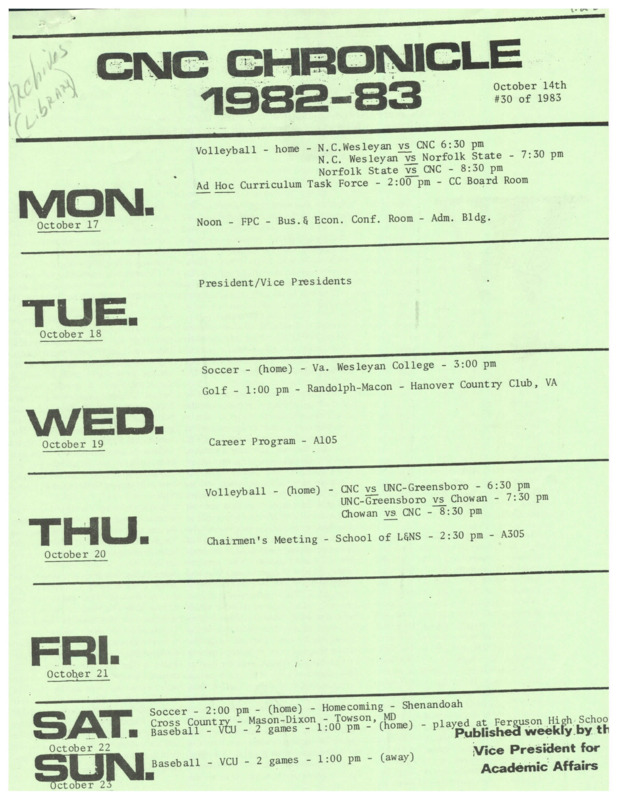 Archives
(LIBRARY)
CNC CHRONICLE
1982-83
October 14th
#30 of 1983
MON.
October 17
Volleyball - home - N.C.Wesleyan vs CNC 6:30 pm
N.C. Wesleyan vs Norfolk State - 7:30 pm
Norfolk State vs CNC - 8:30 pm
Ad Hoc Curriculum Task Force - 2:00 pm - CC Board Room
Noon - FPC - Bus.& Econ. Conf. Room - Adm. Bldg.
TUE.
October 18
President/Vice Presidents
WED.
October 19
Soccer - (home) - Va. Wesleyan College - 3:00 pm
Golf - 1:00 pm - Randolph-Macon - Hanover Country Club, VA
Career Program - A105
THU.
October 20
Volleyball - (home) - CNC vs UNC-Greensboro - 6:30 pm
UNC-Greensboro vs Chowan - 7:30 pm
Chowan vs CNC - 8:30 pm
Chairmen's Meeting - School of L&NS - 2:30 pm - A305
FRI.
October 21
SAT.
October 22
Soccer - 2:00 pm - (home) - Homecoming - Shenandoah
Cross Country - Mason-Dixon - Towson, MD
Baseball - VCU - 2 games - 1:00 pm - (home) - played at Ferguson High Schoo
SUN.
October 23
Baseball - VCU - 2 games - 1:00 pm - (away)
Published weekly by th
Vice President for
Academic Affairs